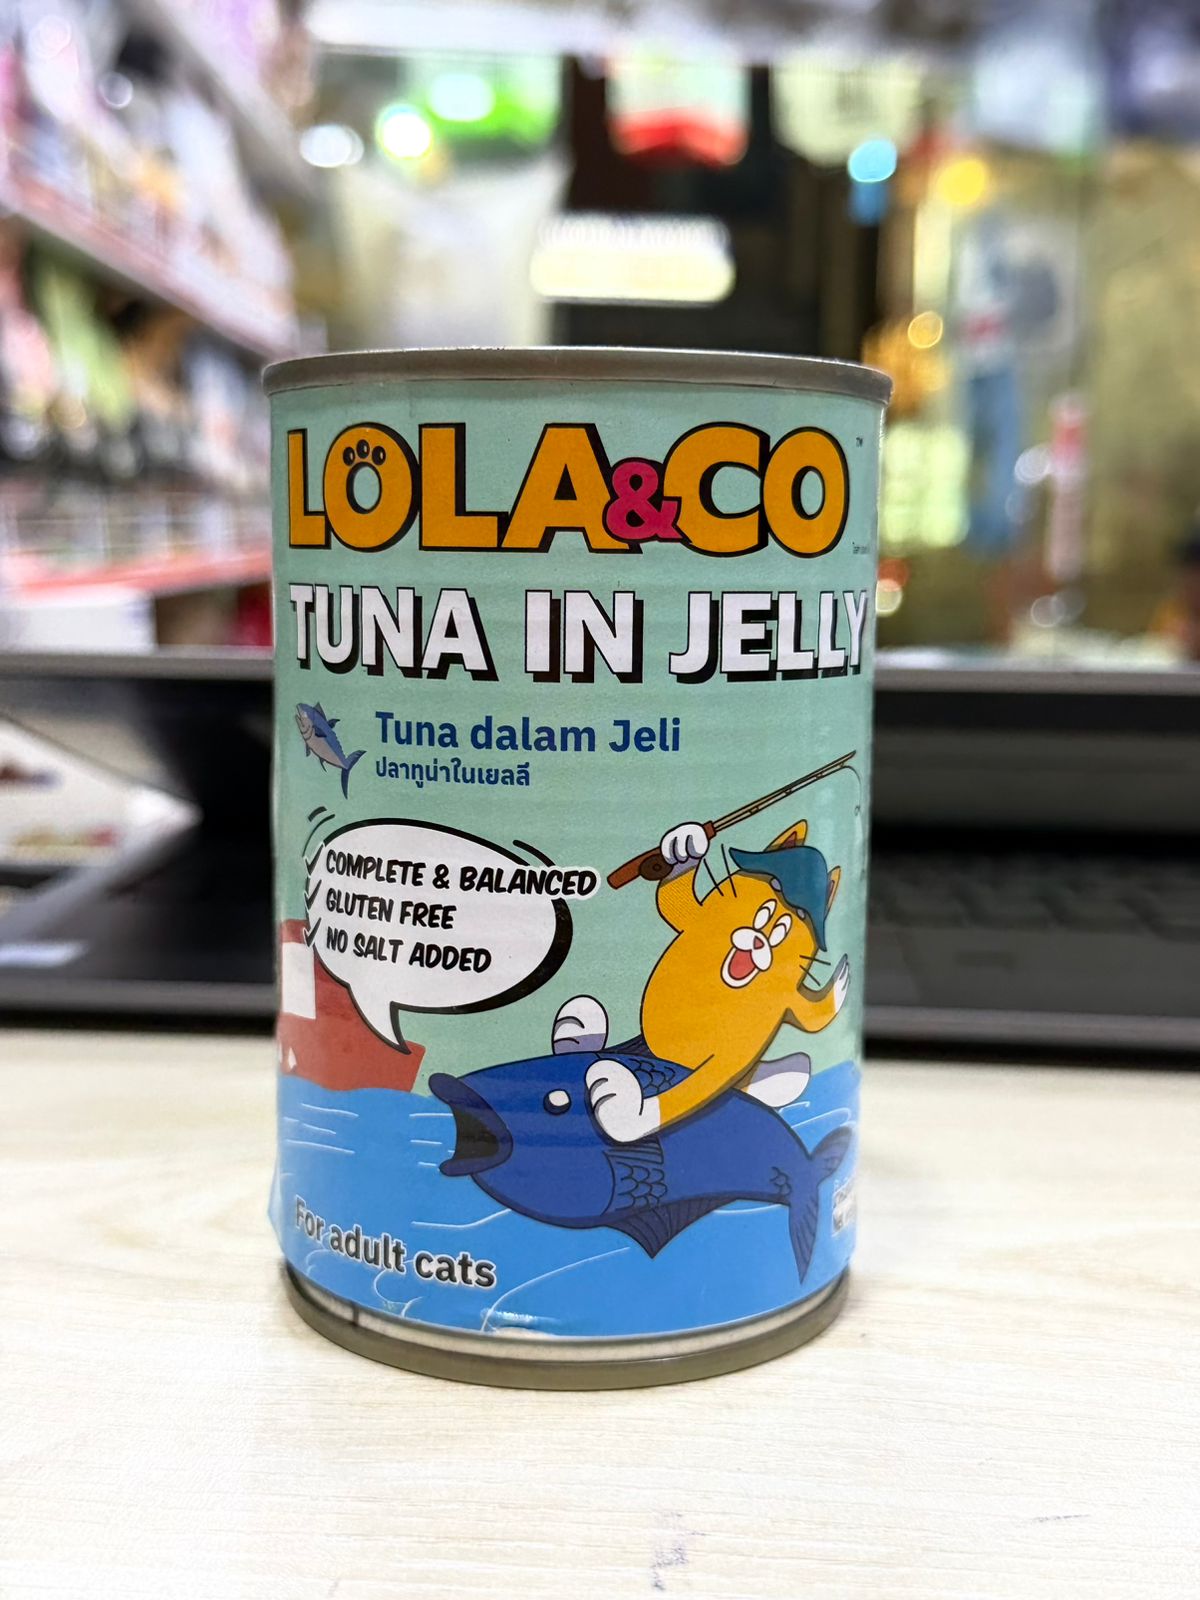 LOLA&CO
TM
TUNA IN JELLY
Tuna dalam Jeli
ปลาทูน่าในเยลลี่
COMPLETE & BALANCED
GLUTEN FREE
NO SALT ADDED
For adult cats